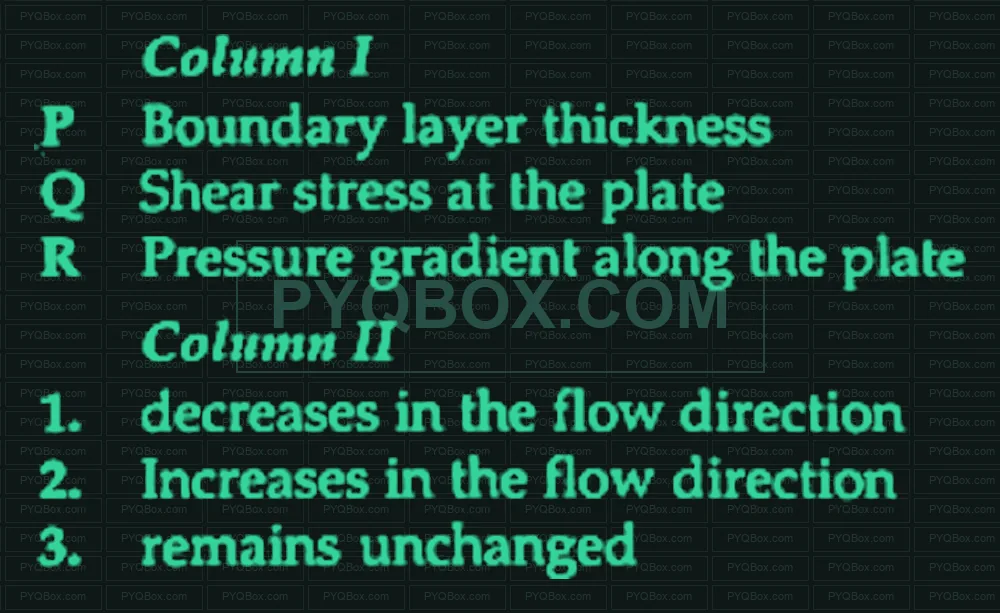 Column I
P Boundary layer thickness
Q Shear stress at the plate
R Pressure gradient along the plate
PYQBOX.COM
Column II
1. decreases in the flow direction
2. Increases in the flow direction
3. remains unchanged